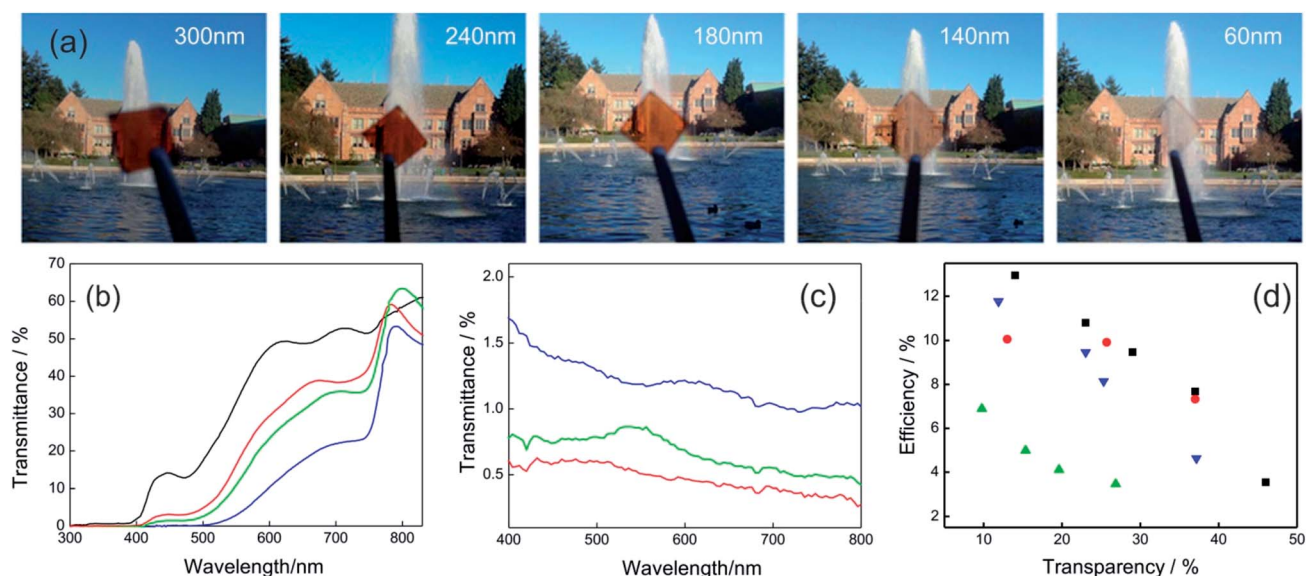 (a)
300nm
240nm
180nm
140nm
60nm
(b)
Transmittance / %
70
60
50
40
30
20
10
0
300 400 500 600 700 800
Wavelength/nm
(c)
Transmittance / %
2.0
1.5
1.0
0.5
400 500 600 700 800
Wavelength/nm
(d)
Efficiency / %
12
10
8
6
4
2
10 20 30 40 50
Transparency / %